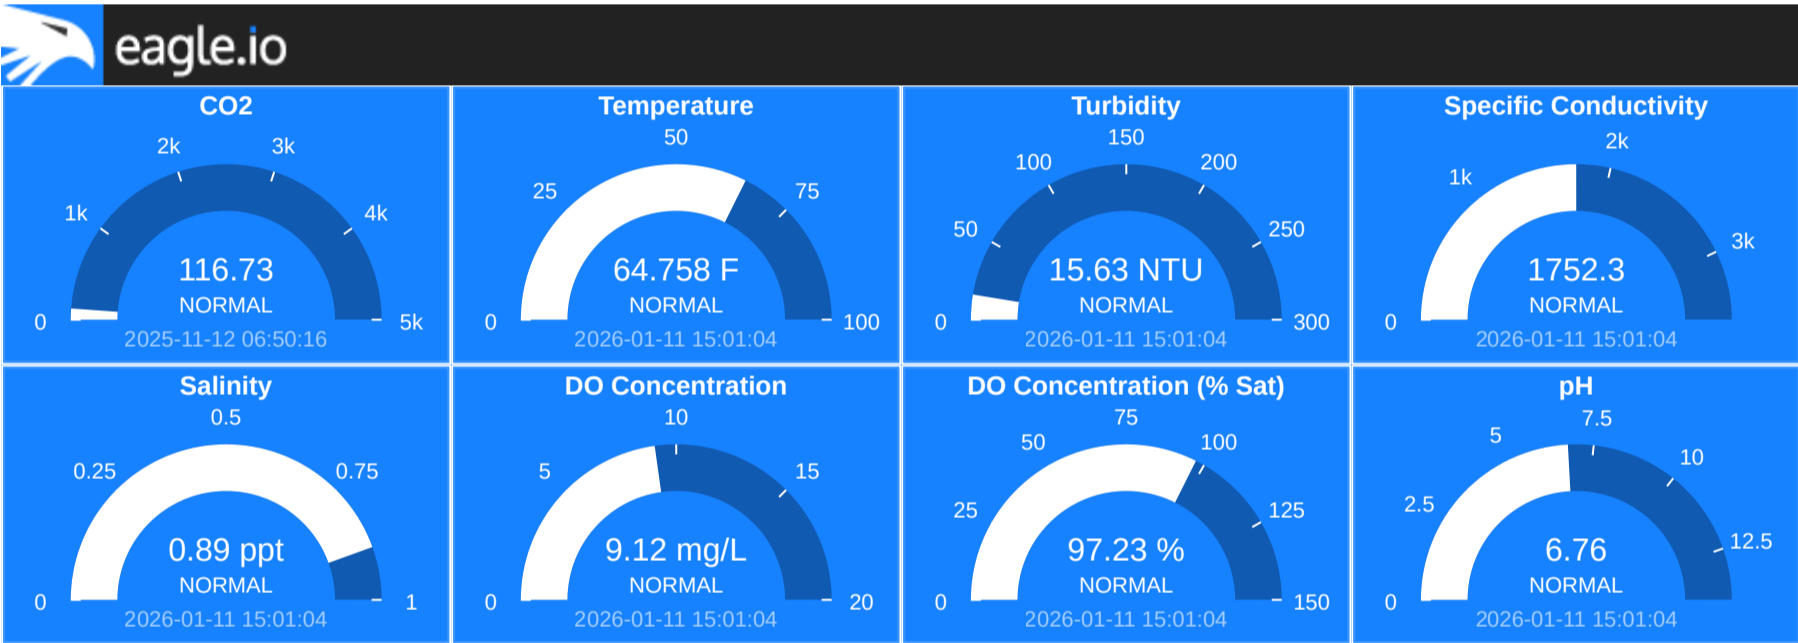 eagle.io
CO2
2k
3k
1k
4k
116.73
NORMAL
0
5k
2025-11-12 06:50:16
Temperature
50
25
75
64.758 F
NORMAL
0
100
2026-01-11 15:01:04
Turbidity
150
100
200
50
250
15.63 NTU
NORMAL
0
300
2026-01-11 15:01:04
Specific Conductivity
2k
1k
3k
1752.3
NORMAL
0
2026-01-11 15:01:04
Salinity
0.5
0.25
0.75
0.89 ppt
NORMAL
0
1
2026-01-11 15:01:04
DO Concentration
10
5
15
9.12 mg/L
NORMAL
0
20
2026-01-11 15:01:04
DO Concentration (% Sat)
75
50
100
25
125
97.23 %
NORMAL
0
150
2026-01-11 15:01:04
pH
7.5
5
10
2.5
12.5
6.76
NORMAL
0
2026-01-11 15:01:04